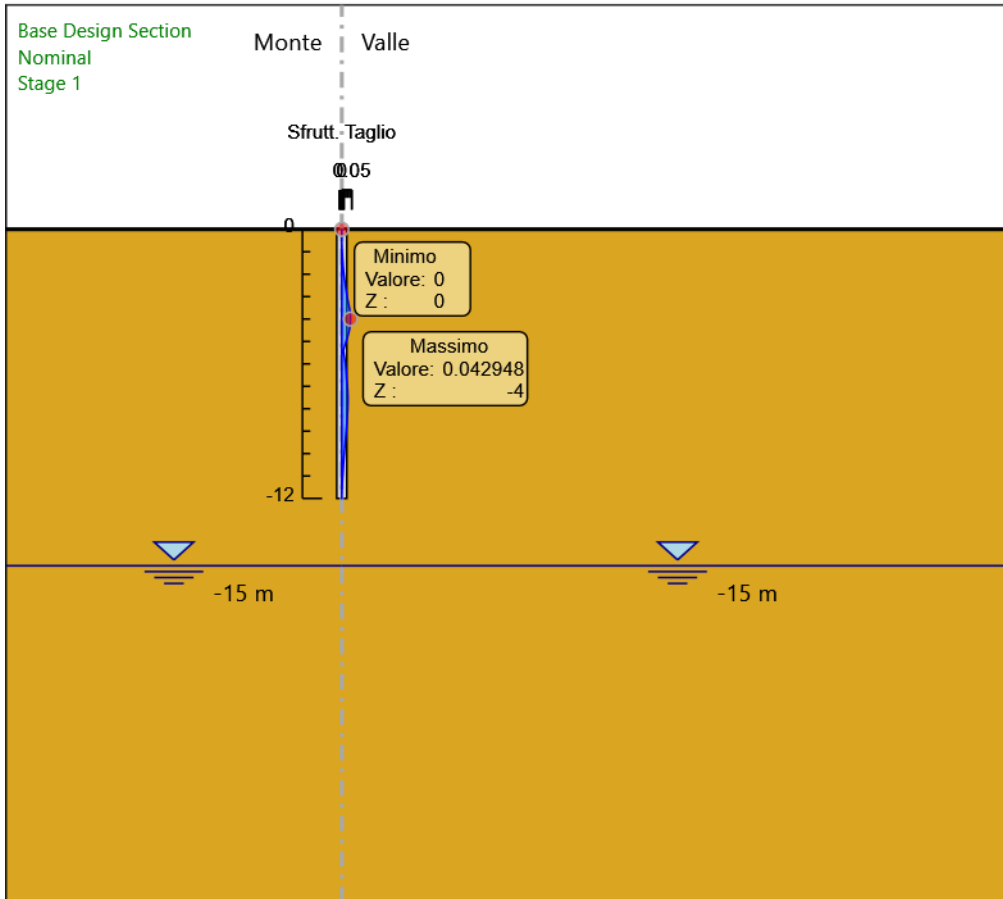 Base Design Section
Nominal
Stage 1
Monte
Valle
Sfrutt. Taglio
0
0.05
0
Minimo
Valore: 0
Z : 0
Massimo
Valore: 0.042948
Z : -4
-12
-15 m
-15 m